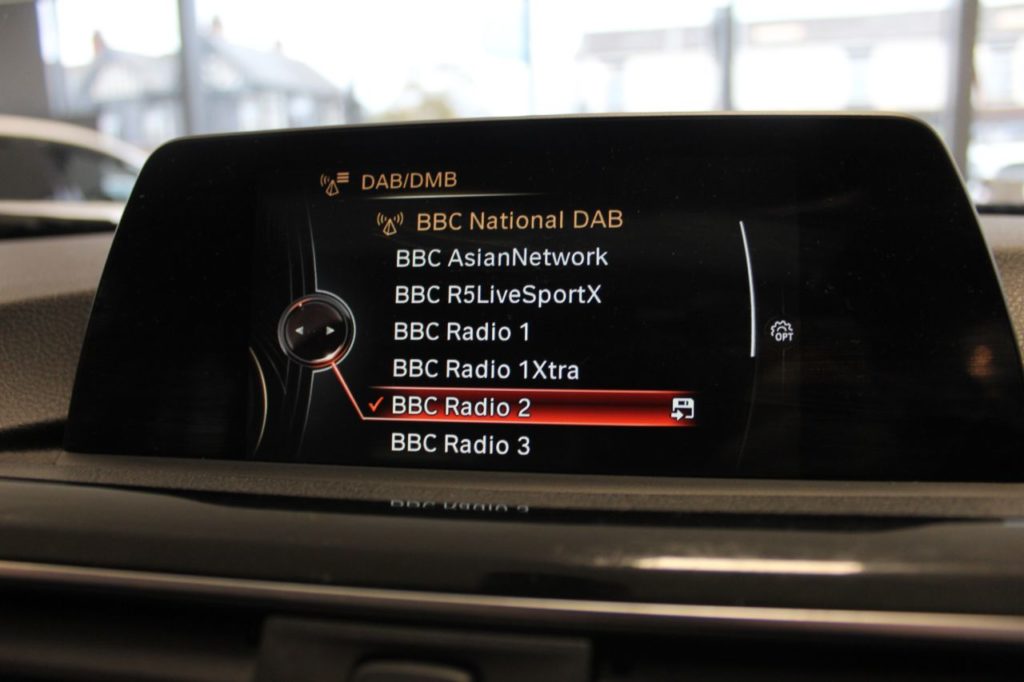 DAB/DMB
BBC National DAB
BBC AsianNetwork
BBC R5LiveSportX
BBC Radio 1
BBC Radio 1Xtra
BBC Radio 2
BBC Radio 3
OPT